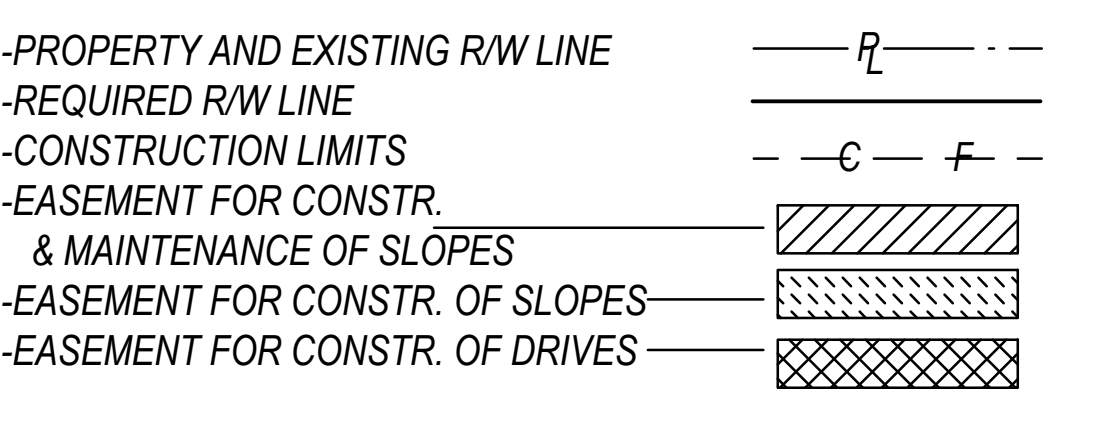 -PROPERTY AND EXISTING R/W LINE PL
-REQUIRED R/W LINE
-CONSTRUCTION LIMITS C F
-EASEMENT FOR CONSTR.
& MAINTENANCE OF SLOPES
-EASEMENT FOR CONSTR. OF SLOPES
-EASEMENT FOR CONSTR. OF DRIVES